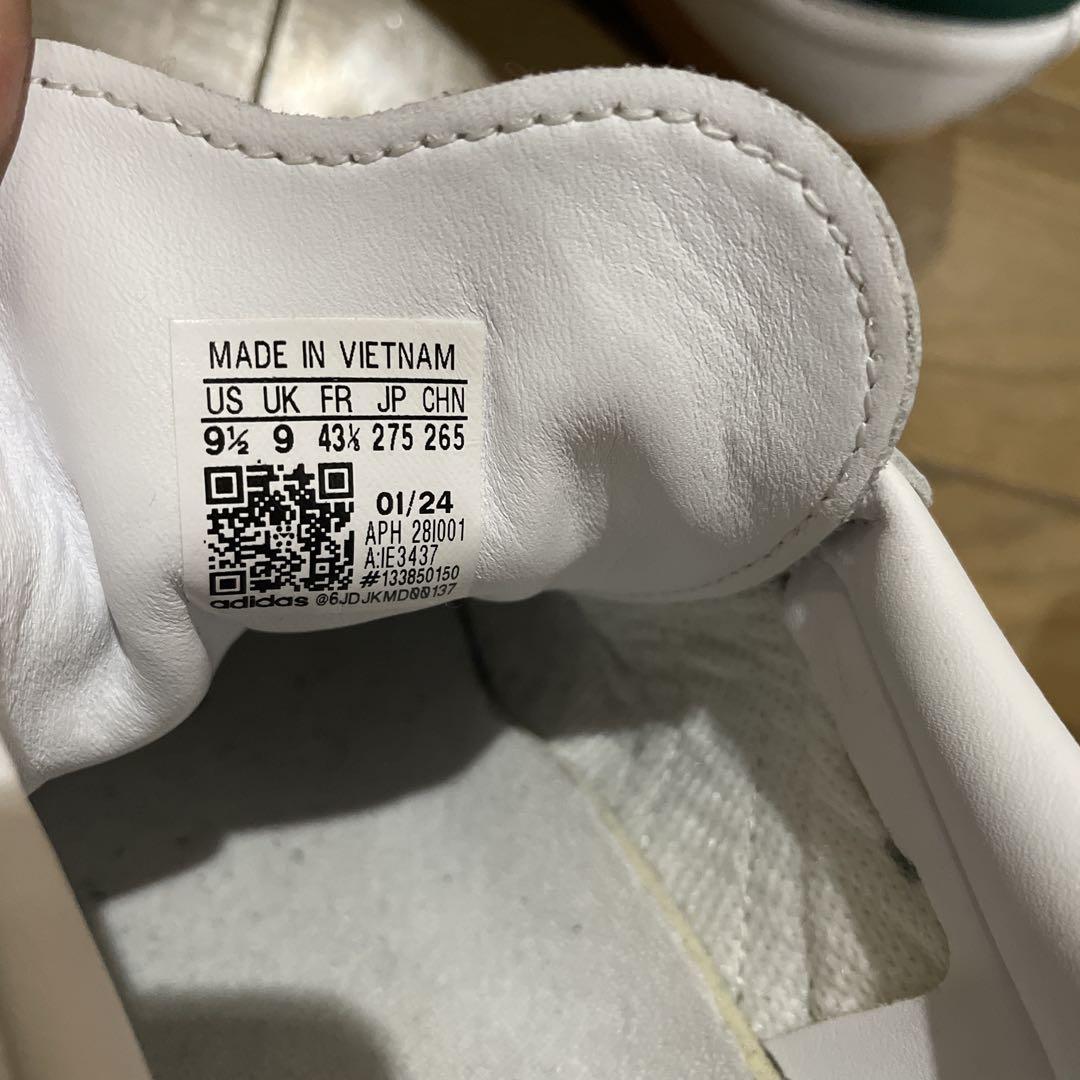 MADE IN VIETNAM
US UK FR JP CHN
9½ 9 43⅓ 275 265
01/24
APH 28I001
A:IE3437
#133850150
adidas @6JDJKMD00137